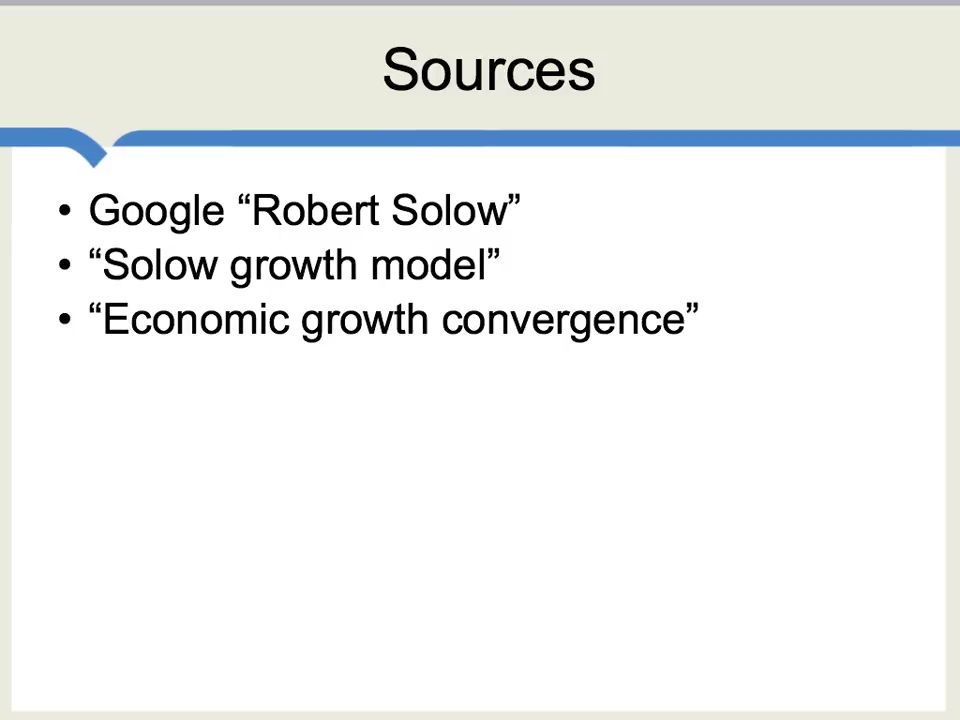 Sources
• Google “Robert Solow”
• “Solow growth model”
• “Economic growth convergence”